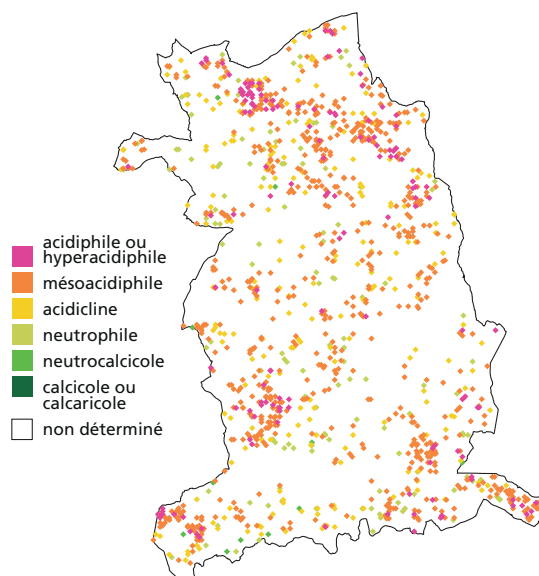 acidiphile ou
hyperacidiphile
mésoacidiphile
acidicline
neutrophile
neutrocalcicole
calcicole ou
calcaricole
non déterminé